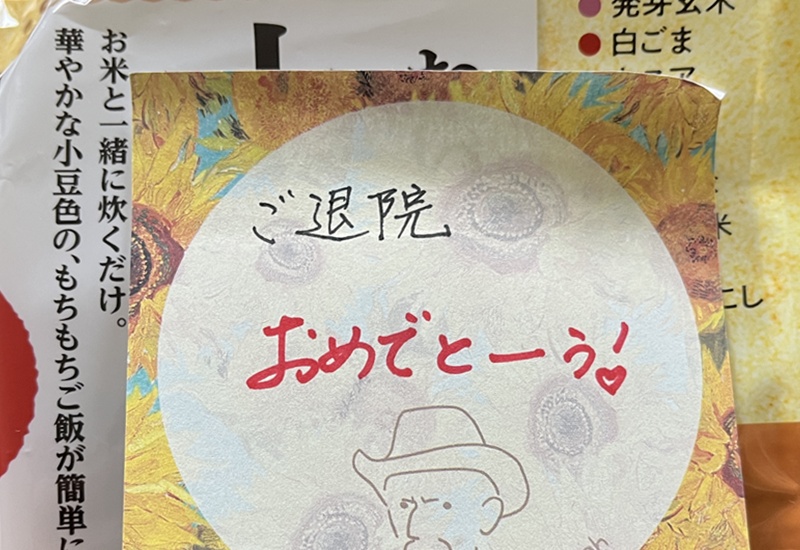 お米と一緒に炊くだけ。
華やかな小豆色の、もちもちご飯が簡単に
発芽玄米
白ごま
ご退院
おめでとーう!